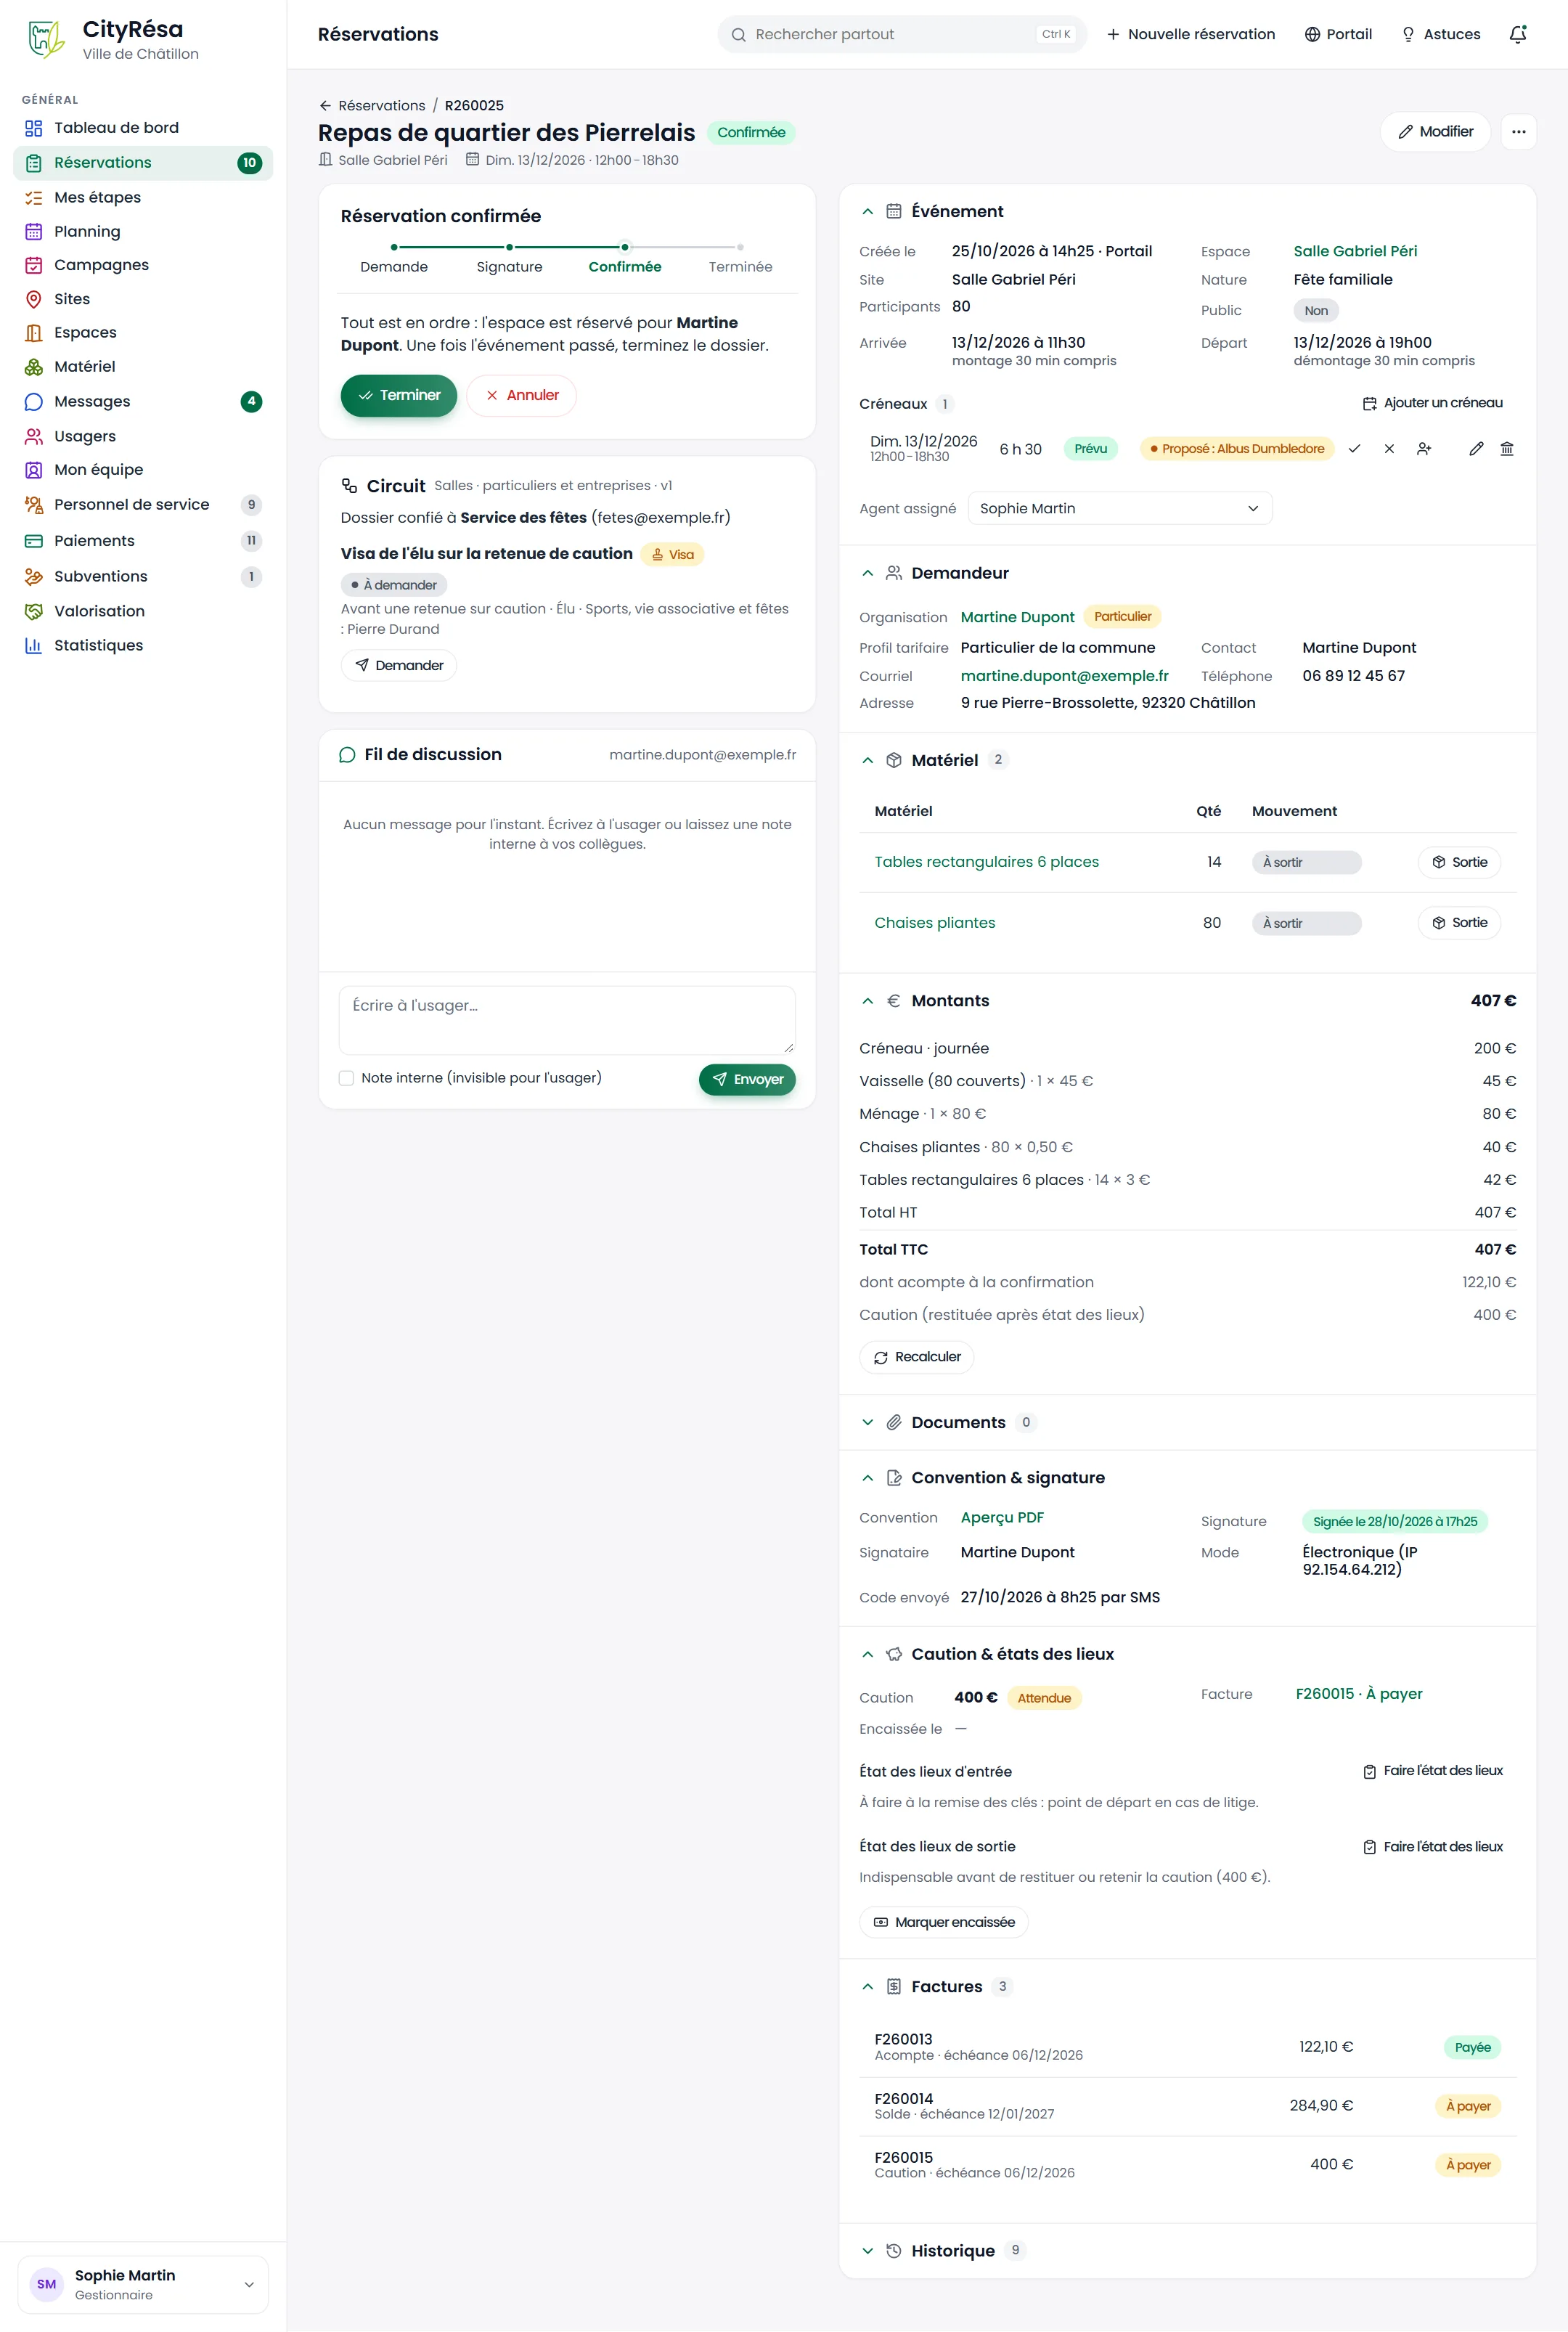 CityRésa
Ville de Châtillon
GÉNÉRAL
Tableau de bord
Réservations 10
Mes étapes
Planning
Campagnes
Sites
Espaces
Matériel
Messages 4
Usagers
Mon équipe
Personnel de service 9
Paiements 11
Subventions 1
Valorisation
Statistiques
SM Sophie Martin
Gestionnaire
Réservations
Rechercher partout Ctrl K
Nouvelle réservation
Portail
Astuces
Réservations / R260025
Repas de quartier des Pierrelais Confirmée
Salle Gabriel Péri Dim. 13/12/2026 · 12h00 – 18h30
Modifier
Réservation confirmée
Demande Signature Confirmée Terminée
Tout est en ordre : l'espace est réservé pour Martine
Dupont. Une fois l'événement passé, terminez le dossier.
Terminer Annuler
Circuit Salles · particuliers et entreprises · v1
Dossier confié à Service des fêtes (fetes@exemple.fr)
Visa de l'élu sur la retenue de caution Visa
À demander
Avant une retenue sur caution · Élu · Sports, vie associative et fêtes
: Pierre Durand
Demander
Fil de discussion martine.dupont@exemple.fr
Aucun message pour l'instant. Écrivez à l'usager ou laissez une note
interne à vos collègues.
Écrire à l'usager...
Note interne (invisible pour l'usager) Envoyer
Événement
Créée le 25/10/2026 à 14h25 · Portail Espace Salle Gabriel Péri
Site Salle Gabriel Péri Nature Fête familiale
Participants 80 Public Non
Arrivée 13/12/2026 à 11h30 Départ 13/12/2026 à 19h00
montage 30 min compris démontage 30 min compris
Créneaux 1 Ajouter un créneau
Dim. 13/12/2026 6 h 30 Prévu Proposé : Albus Dumbledore
12h00 – 18h30
Agent assigné Sophie Martin
Demandeur
Organisation Martine Dupont Particulier
Profil tarifaire Particulier de la commune Contact Martine Dupont
Courriel martine.dupont@exemple.fr Téléphone 06 89 12 45 67
Adresse 9 rue Pierre-Brossolette, 92320 Châtillon
Matériel 2
Matériel Qté Mouvement
Tables rectangulaires 6 places 14 À sortir Sortie
Chaises pliantes 80 À sortir Sortie
€ Montants 407 €
Créneau · journée 200 €
Vaisselle (80 couverts) · 1 × 45 € 45 €
Ménage · 1 × 80 € 80 €
Chaises pliantes · 80 × 0,50 € 40 €
Tables rectangulaires 6 places · 14 × 3 € 42 €
Total HT 407 €
Total TTC 407 €
dont acompte à la confirmation 122,10 €
Caution (restituée après état des lieux) 400 €
Recalculer
Documents 0
Convention & signature
Convention Aperçu PDF Signature Signée le 28/10/2026 à 17h25
Signataire Martine Dupont Mode Électronique (IP
92.154.64.212)
Code envoyé 27/10/2026 à 8h25 par SMS
Caution & états des lieux
Caution 400 € Attendue Facture F260015 · À payer
Encaissée le —
État des lieux d'entrée Faire l'état des lieux
À faire à la remise des clés : point de départ en cas de litige.
État des lieux de sortie Faire l'état des lieux
Indispensable avant de restituer ou retenir la caution (400 €).
Marquer encaissée
Factures 3
F260013 122,10 € Payée
Acompte · échéance 06/12/2026
F260014 284,90 € À payer
Solde · échéance 12/01/2027
F260015 400 € À payer
Caution · échéance 06/12/2026
Historique 9